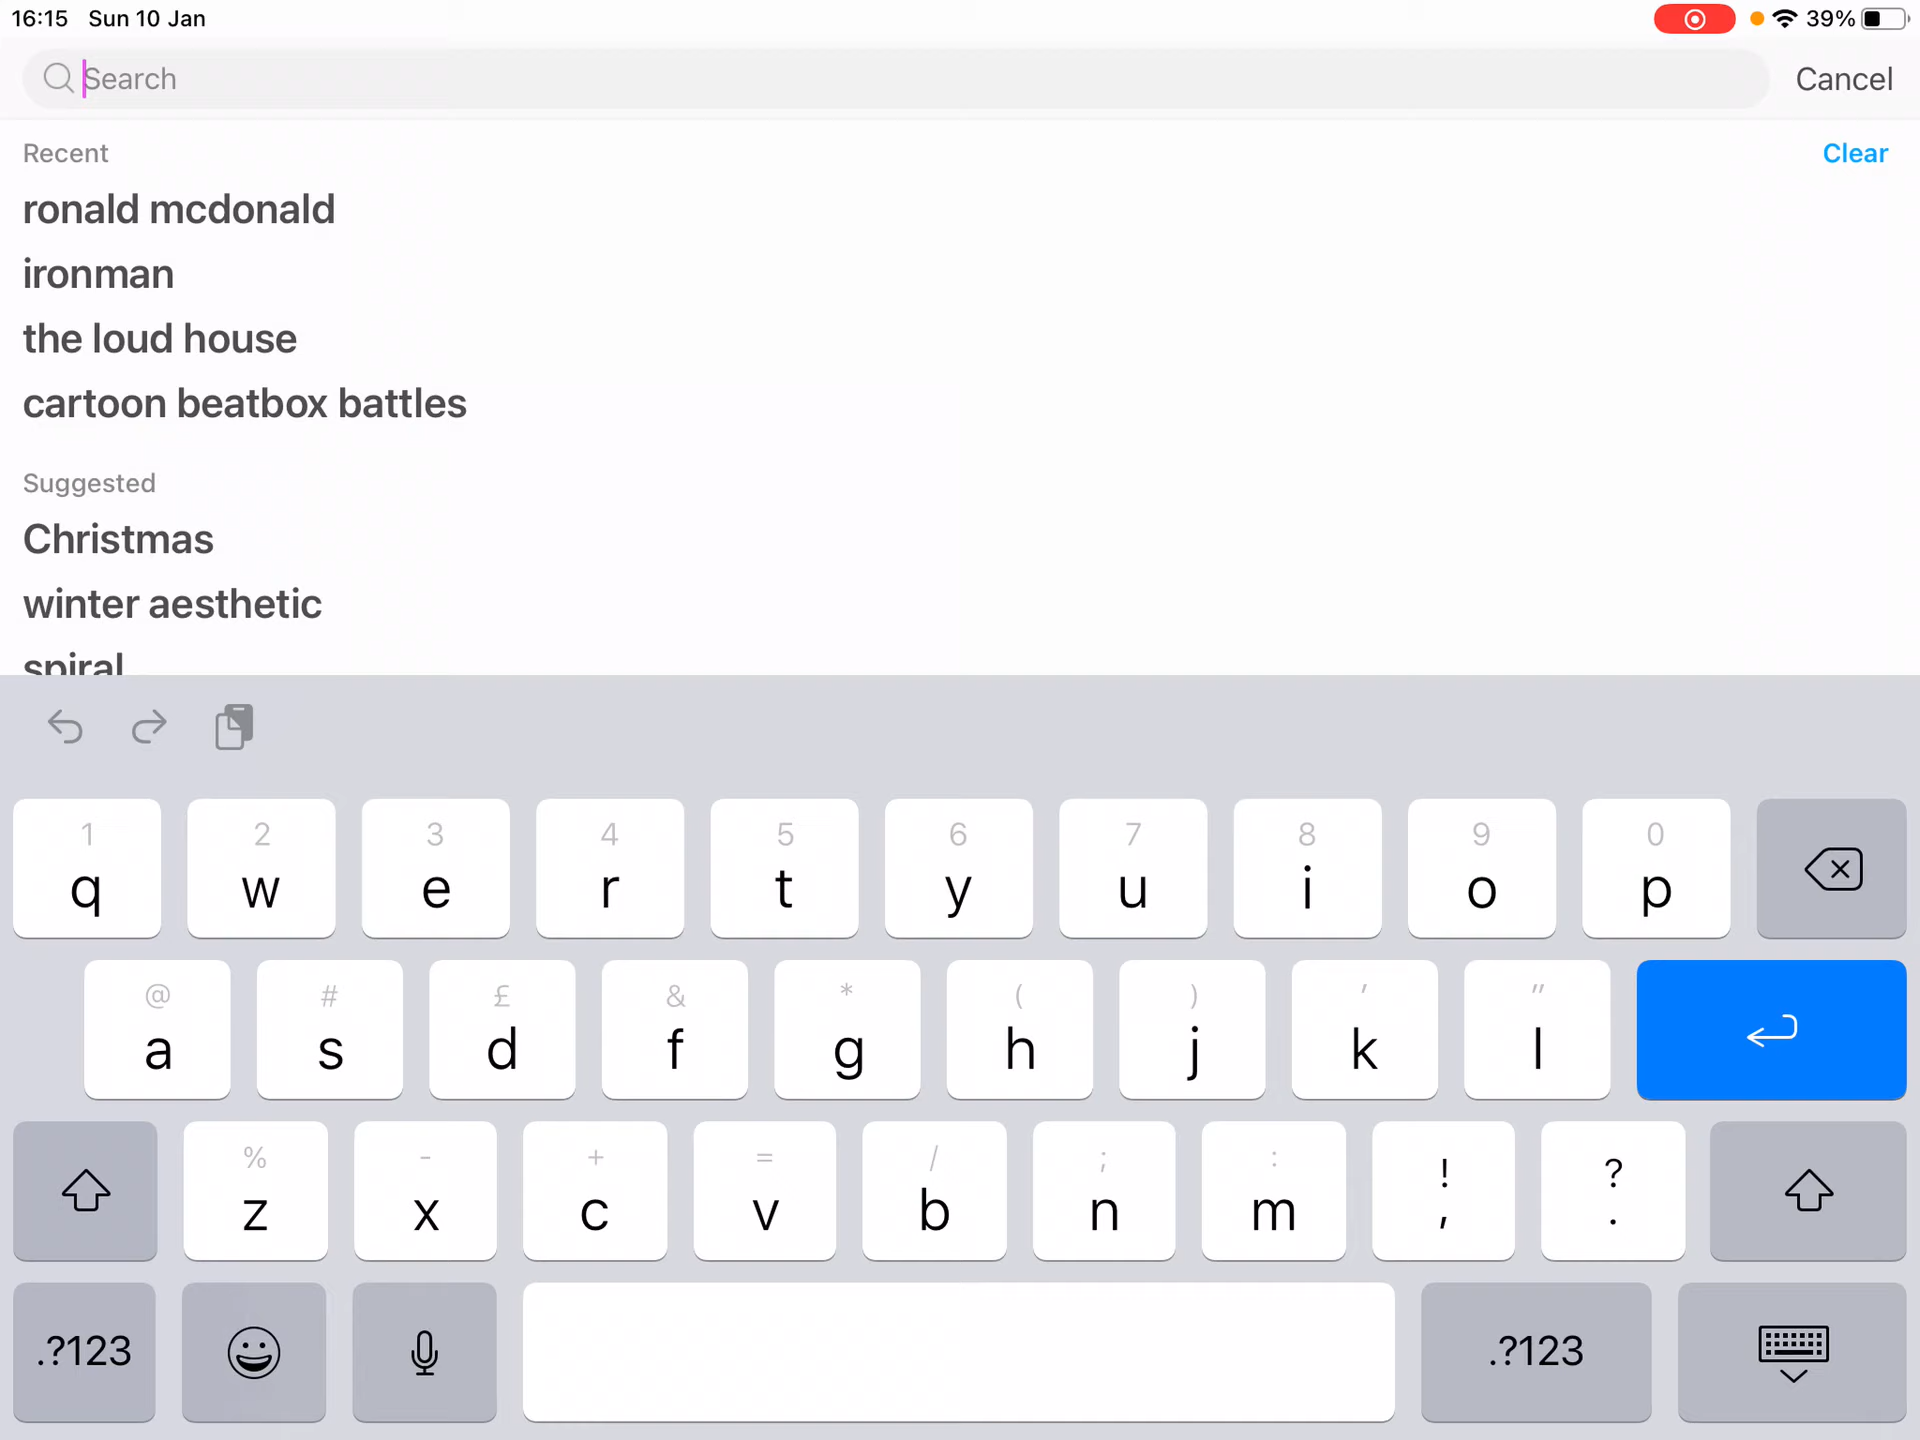 16:15 Sun 10 Jan 39%
Search Cancel
Recent Clear
ronald mcdonald
ironman
the loud house
cartoon beatbox battles
Suggested
Christmas
winter aesthetic
spiral
1 2 3 4 5 6 7 8 9 0
q w e r t y u i o p
@ # £ & * ( ) ' "
a s d f g h j k l
% - + = / ; : ! ?
z x c v b n m , .
.?123 .?123